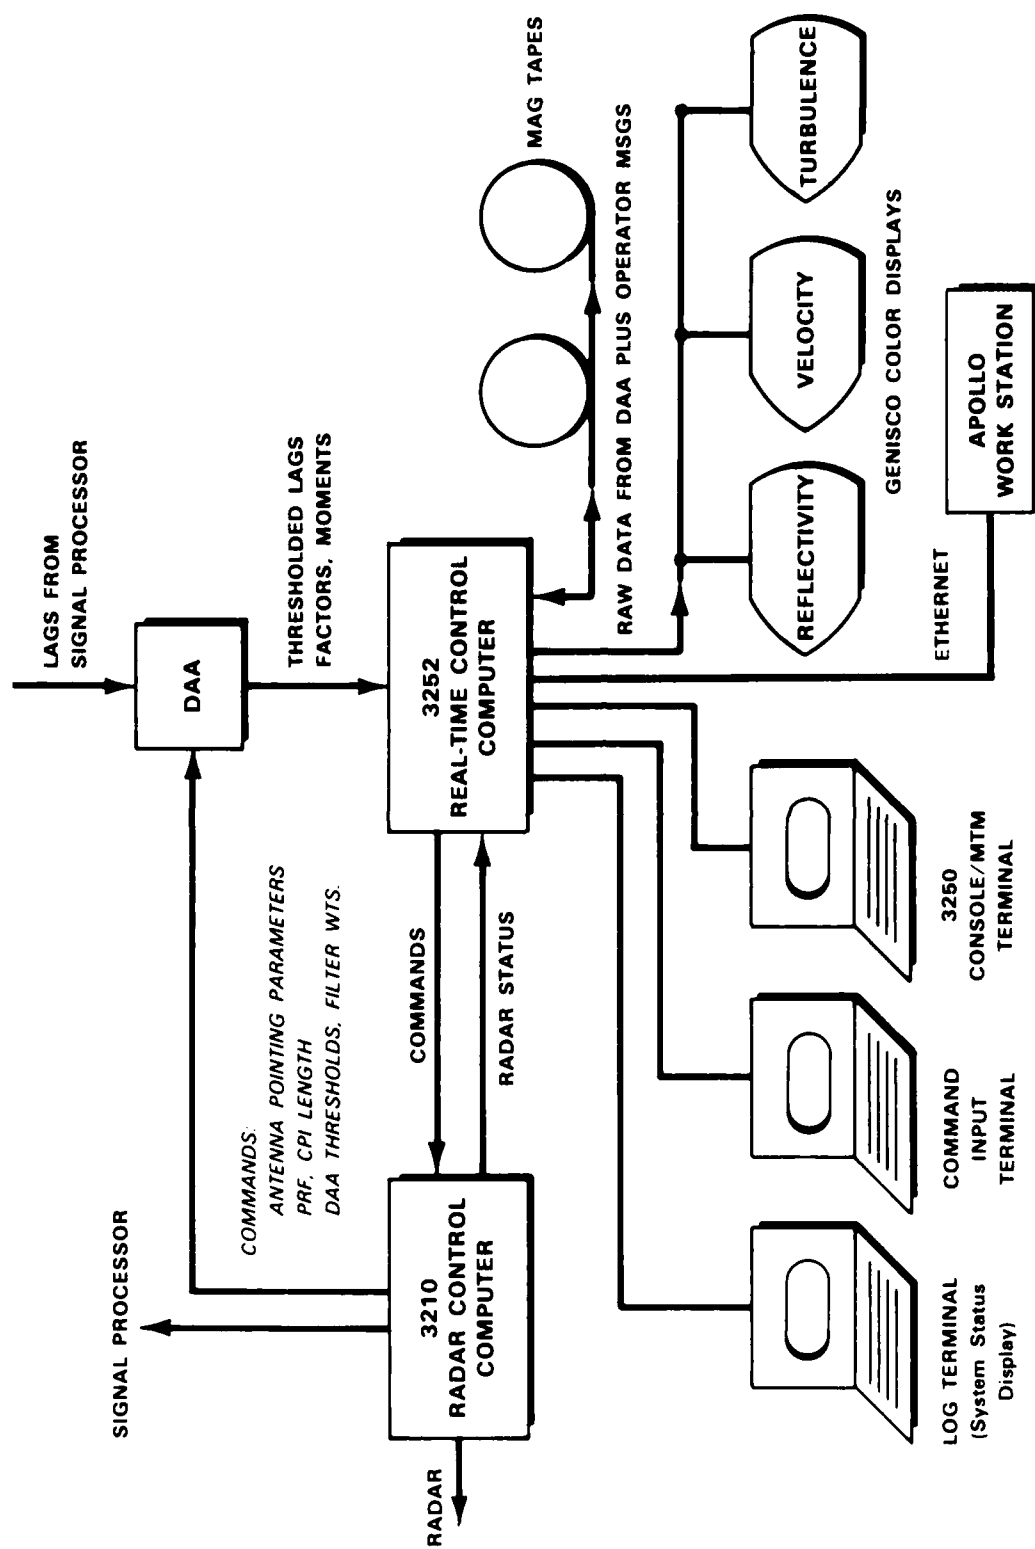 LAGS FROM
SIGNAL PROCESSOR
SIGNAL PROCESSOR
DAA
COMMANDS:
ANTENNA POINTING PARAMETERS
PRF, CPI LENGTH
DAA THRESHOLDS, FILTER WTS.
THRESHOLDED LAGS
FACTORS, MOMENTS
RADAR
3210
RADAR CONTROL
COMPUTER
COMMANDS
RADAR STATUS
3252
REAL-TIME CONTROL
COMPUTER
MAG TAPES
RAW DATA FROM DAA PLUS OPERATOR MSGS
REFLECTIVITY
VELOCITY
TURBULENCE
GENISCO COLOR DISPLAYS
ETHERNET
APOLLO
WORK STATION
LOG TERMINAL
(System Status
Display)
COMMAND
INPUT
TERMINAL
3250
CONSOLE/MTM
TERMINAL